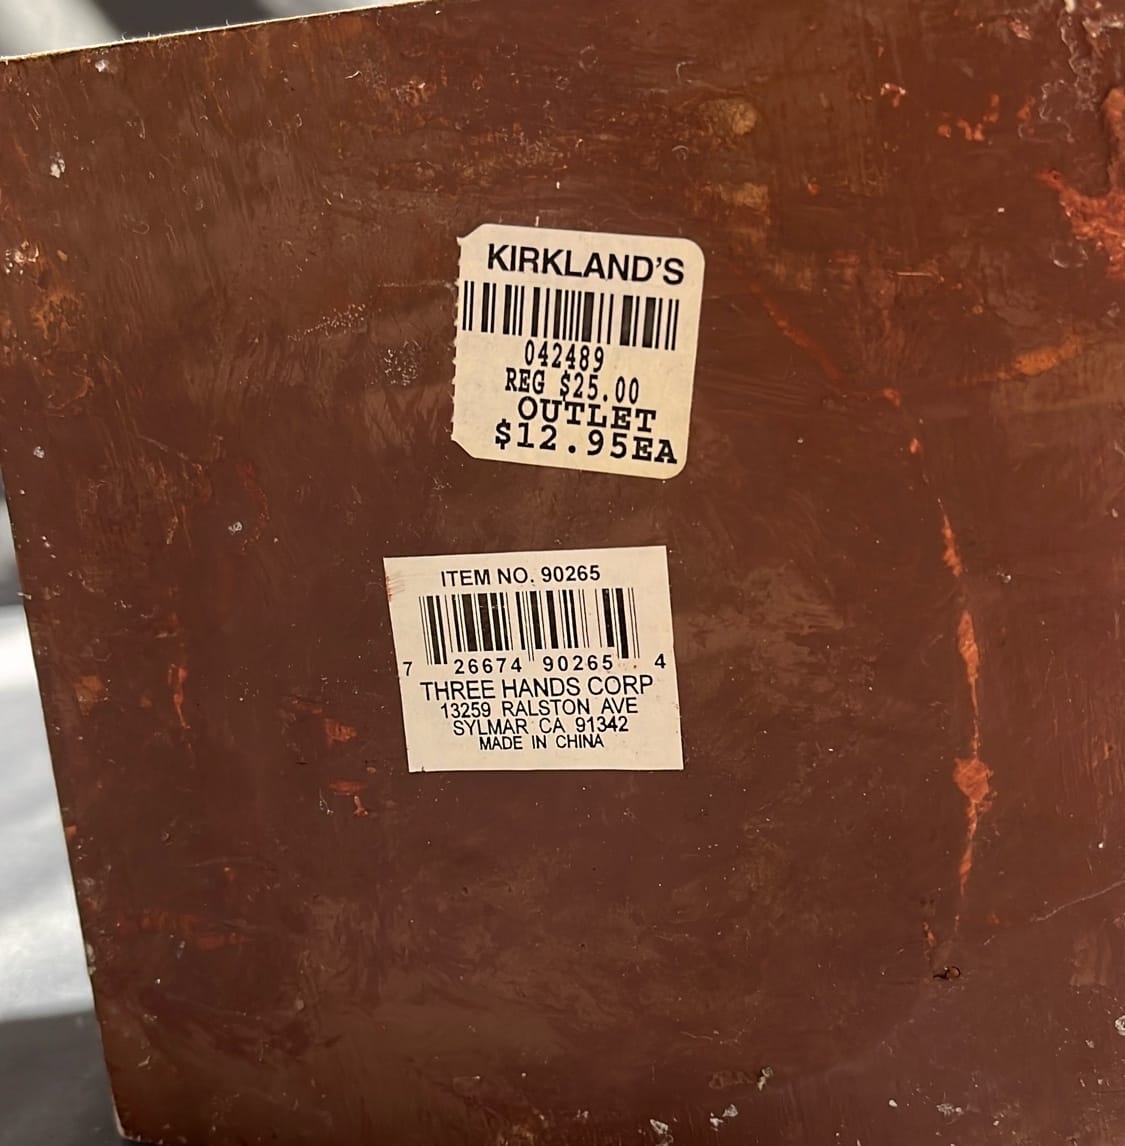 KIRKLAND'S
042489
REG $25.00
OUTLET
$12.95EA
ITEM NO. 90265
7 26674 90265 4
THREE HANDS CORP
13259 RALSTON AVE
SYLMAR CA 91342
MADE IN CHINA